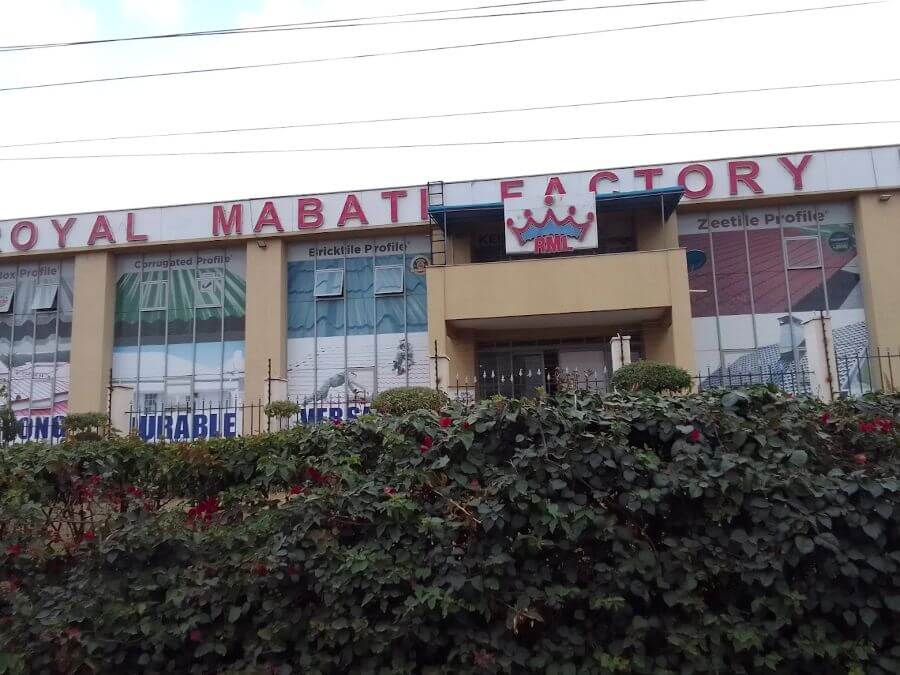 ROYAL MABATI FACTORY
RML
Box Profile
Corrugated Profile
Bricktile Profile
Zeetile Profile
URABLE